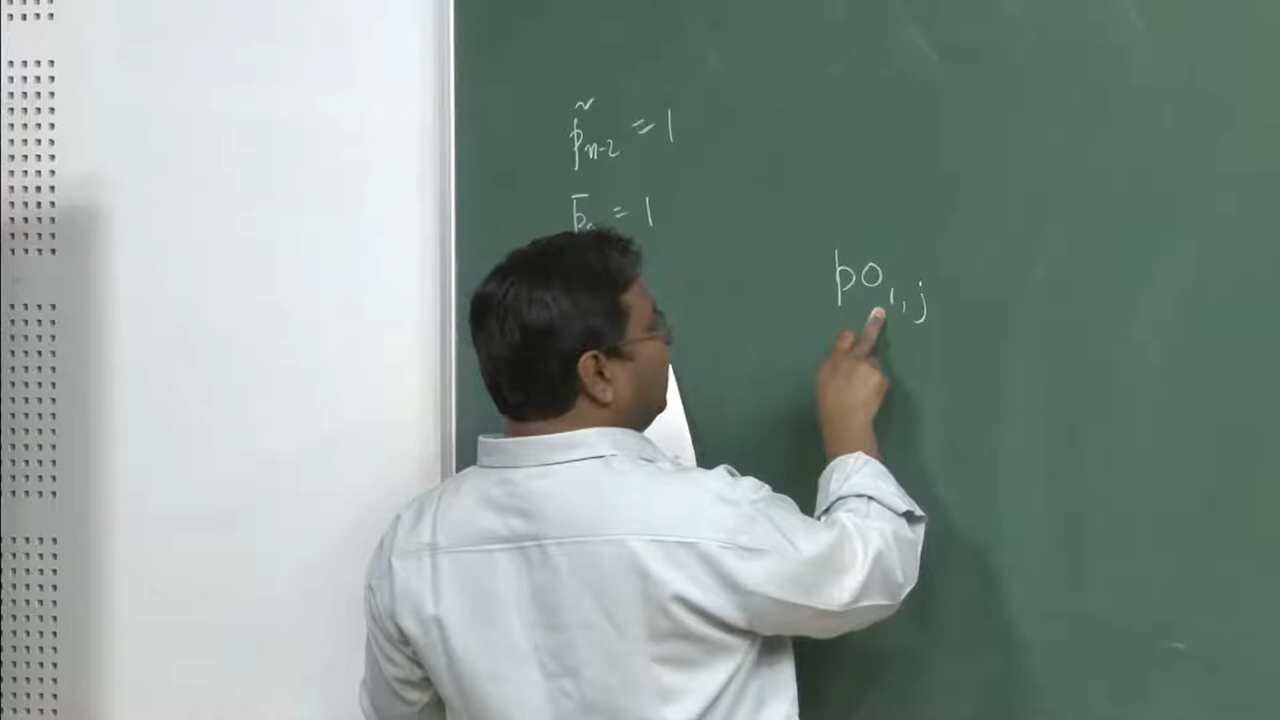 p̃ₙ₋₂ = 1
p̄ = 1
po₁,ⱼ